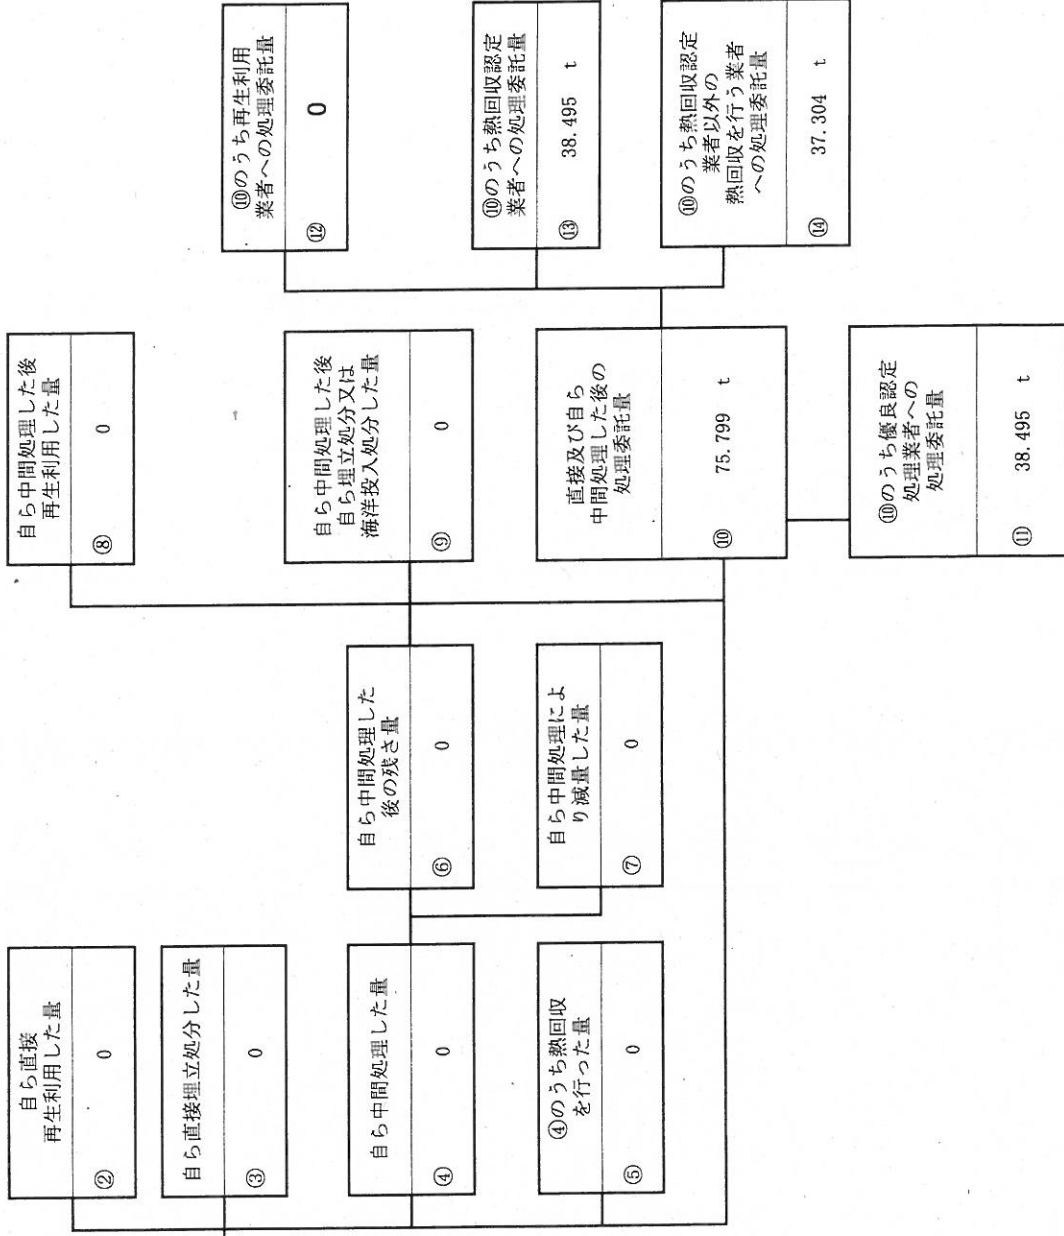 自ら直接
再生利用した量
② 0
自ら直接埋立処分した量
③ 0
自ら中間処理した量
④ 0
④のうち熱回収
を行った量
⑤ 0
自ら中間処理した
後の残さ量
⑥ 0
自ら中間処理によ
り減量した量
⑦ 0
自ら中間処理した後
再生利用した量
⑧ 0
自ら中間処理した後
自ら埋立処分又は
海洋投入処分した量
⑨ 0
直接及び自ら
中間処理した後の
処理委託量
⑩ 75.799 t
⑩のうち優良認定
処理業者への
処理委託量
⑪ 38.495 t
⑩のうち再生利用
業者への処理委託量
⑫ 0
⑩のうち熱回収認定
業者への処理委託量
⑬ 38.495 t
⑩のうち熱回収認定
業者以外の
熱回収を行う業者
への処理委託量
⑭ 37.304 t